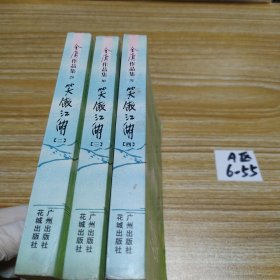 金庸作品集
笑傲江湖
[二]
广州出版社
花城出版社
金庸作品集
笑傲江湖
[三]
广州出版社
花城出版社
金庸作品集
笑傲江湖
[四]
广州出版社
花城出版社
A区
6-55